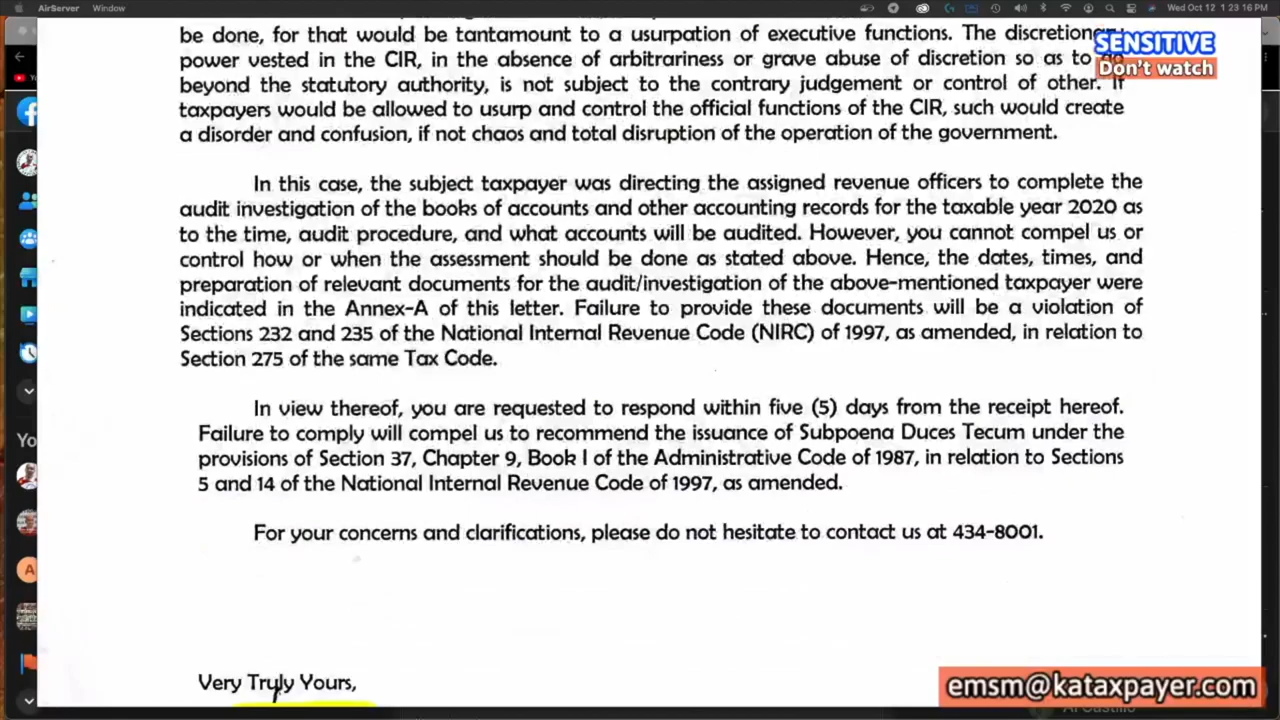 AirServer Window Wed Oct 12 1:23:16 PM
be done, for that would be tantamount to a usurpation of executive functions. The discretionary
SENSITIVE
Don't watch
power vested in the CIR, in the absence of arbitrariness or grave abuse of discretion so as to
beyond the statutory authority, is not subject to the contrary judgement or control of other. If
taxpayers would be allowed to usurp and control the official functions of the CIR, such would create
a disorder and confusion, if not chaos and total disruption of the operation of the government.
In this case, the subject taxpayer was directing the assigned revenue officers to complete the
audit investigation of the books of accounts and other accounting records for the taxable year 2020 as
to the time, audit procedure, and what accounts will be audited. However, you cannot compel us or
control how or when the assessment should be done as stated above. Hence, the dates, times, and
preparation of relevant documents for the audit/investigation of the above-mentioned taxpayer were
indicated in the Annex-A of this letter. Failure to provide these documents will be a violation of
Sections 232 and 235 of the National Internal Revenue Code (NIRC) of 1997, as amended, in relation to
Section 275 of the same Tax Code.
In view thereof, you are requested to respond within five (5) days from the receipt hereof.
Failure to comply will compel us to recommend the issuance of Subpoena Duces Tecum under the
provisions of Section 37, Chapter 9, Book I of the Administrative Code of 1987, in relation to Sections
5 and 14 of the National Internal Revenue Code of 1997, as amended.
For your concerns and clarifications, please do not hesitate to contact us at 434-8001.
Very Truly Yours,
emsm@kataxpayer.com
Yo
A